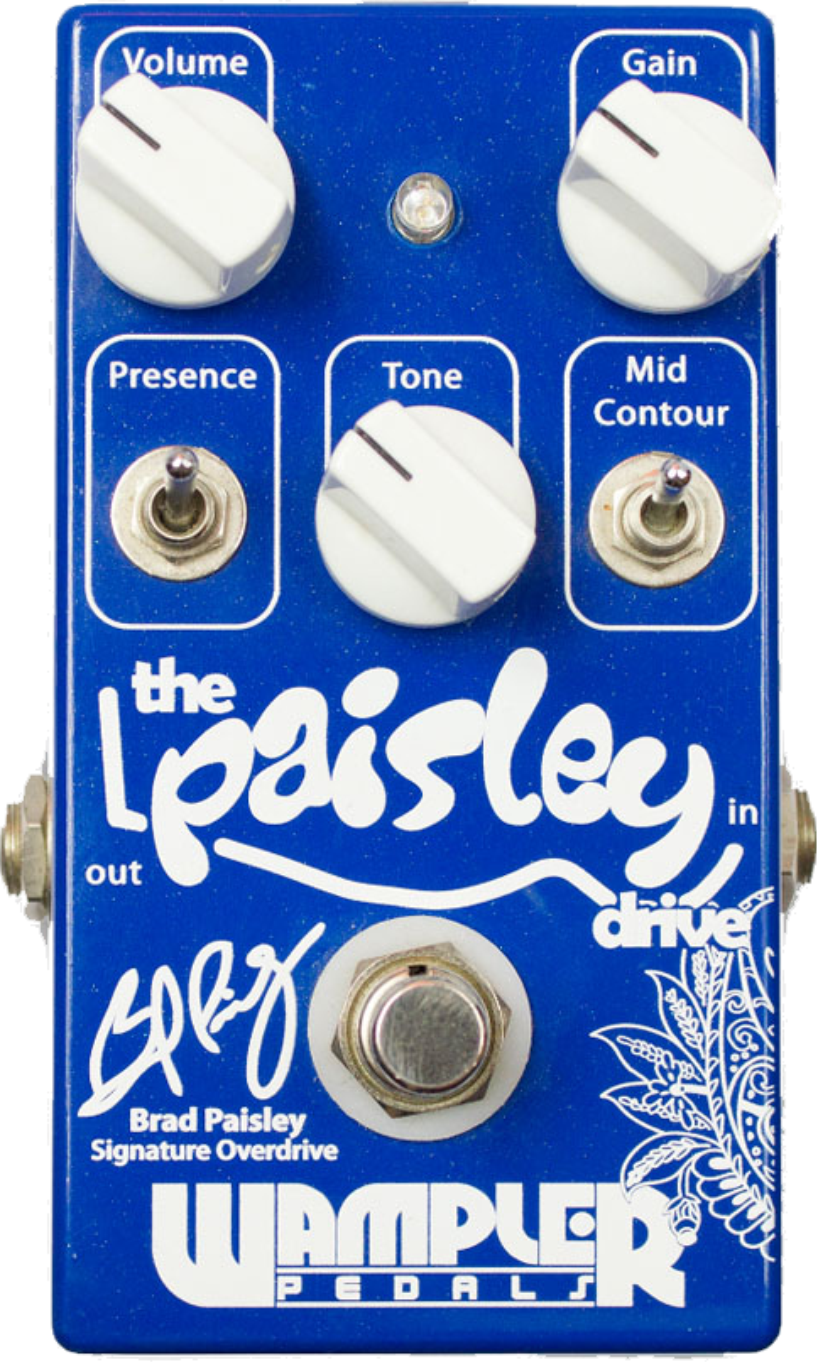 Volume
Gain
Presence
Tone
Mid
Contour
the
paisley
in
out
drive
Brad Paisley
Signature Overdrive
WAMPLER
PEDALS